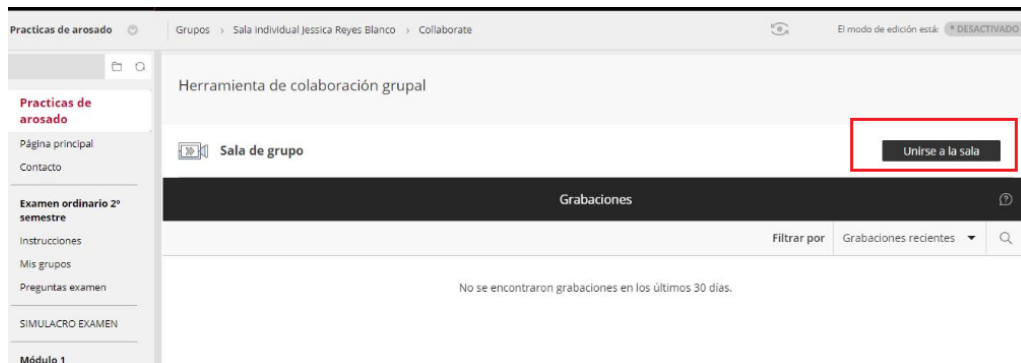 Practicas de arosado
Grupos > Sala individual Jessica Reyes Blanco > Collaborate
El modo de edición está: • DESACTIVADO
Herramienta de colaboración grupal
Practicas de
arosado
Página principal
Contacto
Sala de grupo
Unirse a la sala
Examen ordinario 2º
semestre
Instrucciones
Mis grupos
Preguntas examen
SIMULACRO EXAMEN
Módulo 1
Grabaciones
Filtrar por
Grabaciones recientes
No se encontraron grabaciones en los últimos 30 días.